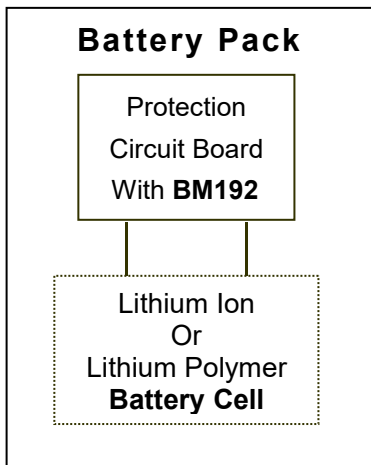 Battery Pack
Protection
Circuit Board
With BM192
Lithium Ion
Or
Lithium Polymer
Battery Cell